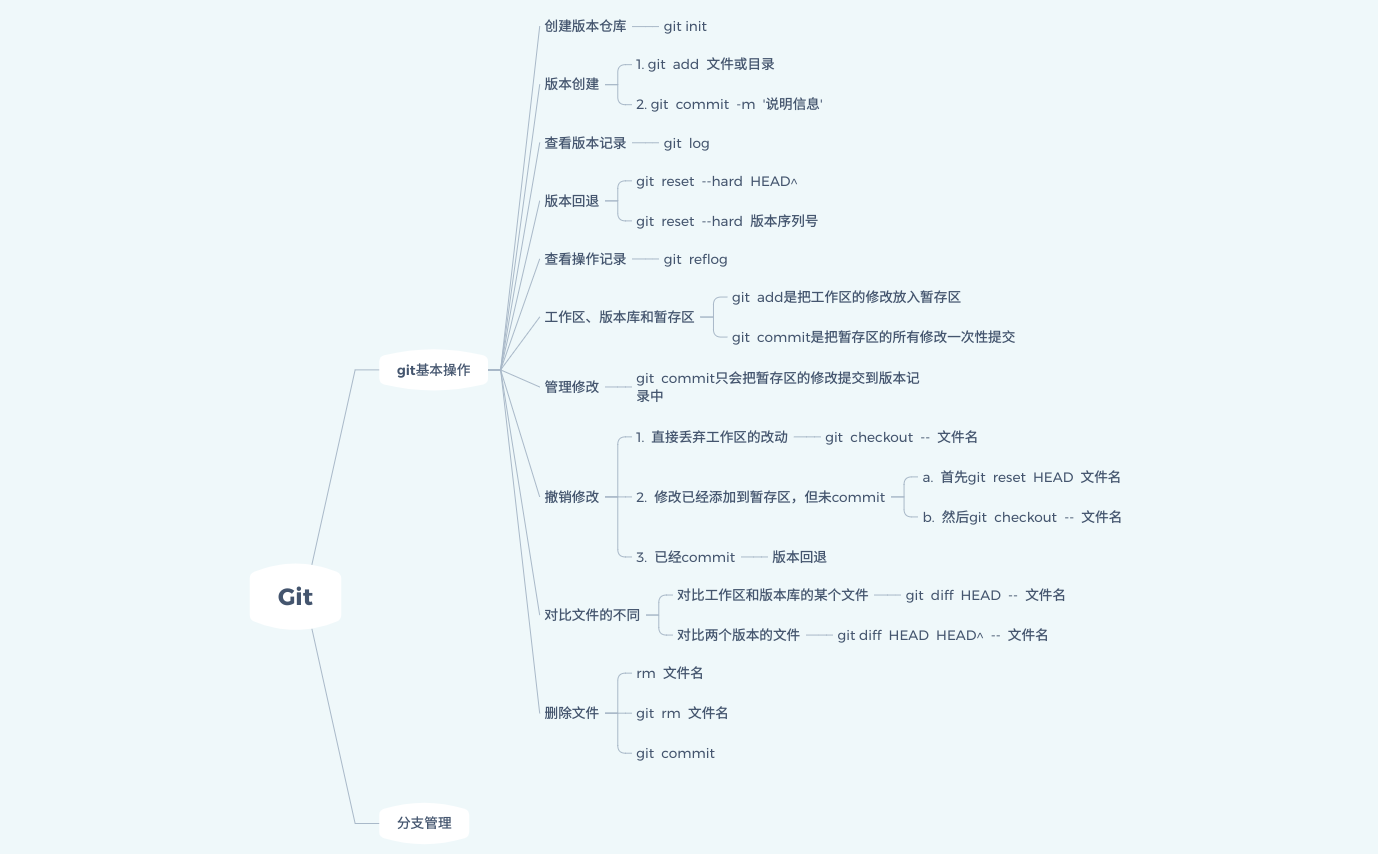 创建版本仓库
git init
版本创建
1. git add 文件或目录
2. git commit -m '说明信息'
查看版本记录
git log
版本回退
git reset --hard HEAD^
git reset --hard 版本序列号
查看操作记录
git reflog
工作区、版本库和暂存区
git add是把工作区的修改放入暂存区
git commit是把暂存区的所有修改一次性提交
git基本操作
管理修改
git commit只会把暂存区的修改提交到版本记
录中
撤销修改
1. 直接丢弃工作区的改动
git checkout -- 文件名
2. 修改已经添加到暂存区，但未commit
a. 首先git reset HEAD 文件名
b. 然后git checkout -- 文件名
3. 已经commit
版本回退
Git
对比文件的不同
对比工作区和版本库的某个文件
git diff HEAD -- 文件名
对比两个版本的文件
git diff HEAD HEAD^ -- 文件名
删除文件
rm 文件名
git rm 文件名
git commit
分支管理